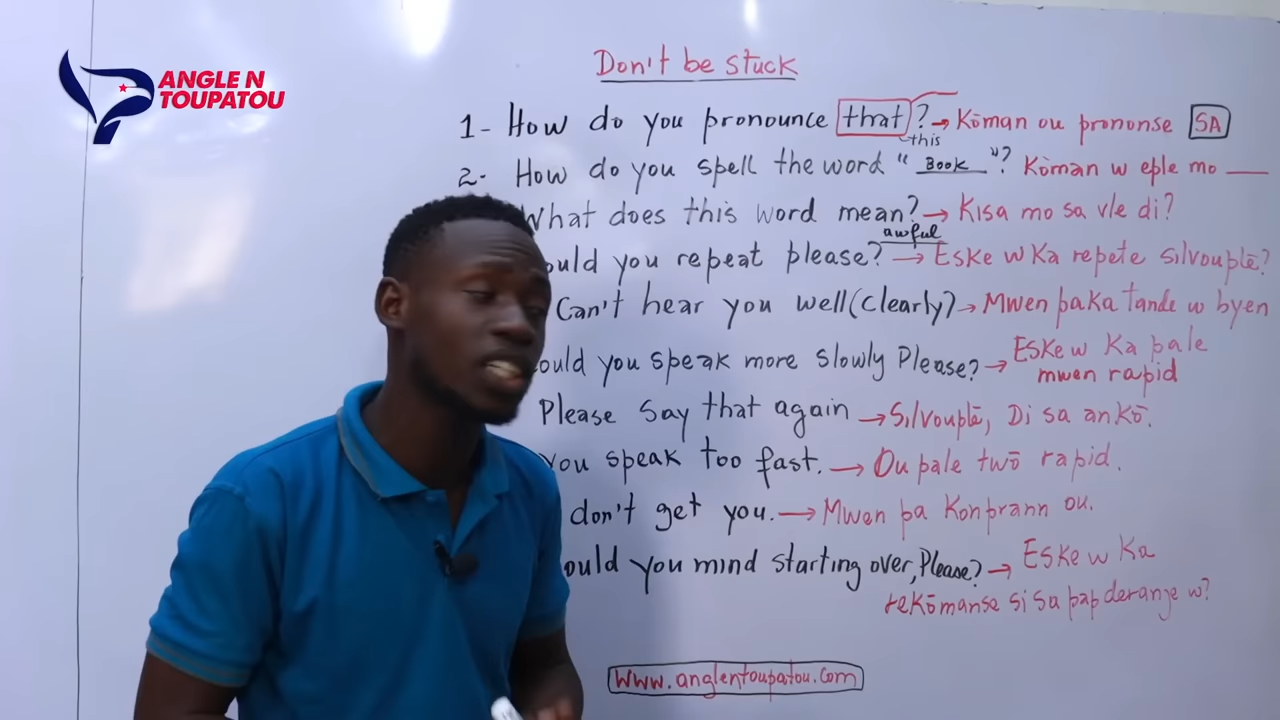 ANGLE N
TOUPATOU
Don't be stuck
1- How do you pronounce that? → Kōman ou prononse SA
this
2- How do you spell the word "Book"? Kòman w eple mo ___
What does this word mean? → Kisa mo sa vle di?
awful
ould you repeat please? → Eske w Ka repete silvouplē?
Can't hear you well (clearly) → Mwen paka tande w byen
ould you speak more slowly Please? → Eske w Ka pale
mwen rapid
Please say that again → Silvouplē, Di sa ankō.
you speak too fast. → Ou pale twō rapid.
don't get you. → Mwen pa Konprann ou.
ould you mind starting over, Please? → Eske w Ka
rekōmanse si sa pap deranje w?
www.anglentoupatou.com